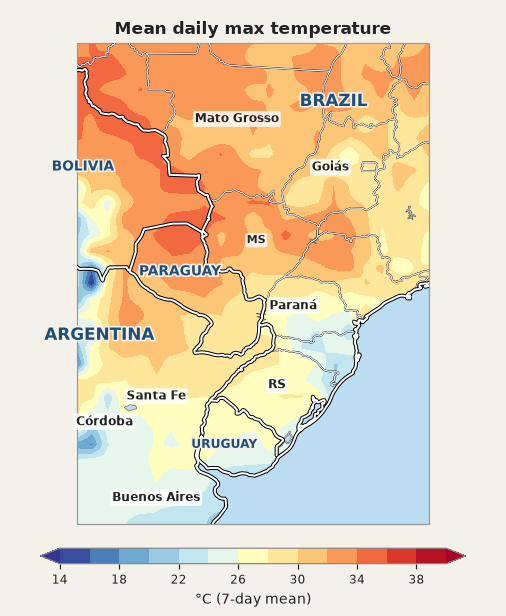 Mean daily max temperature
BRAZIL
Mato Grosso
BOLIVIA
Goiás
MS
PARAGUAY
Paraná
ARGENTINA
RS
Santa Fe
Córdoba
URUGUAY
Buenos Aires
14 18 22 26 30 34 38
°C (7-day mean)